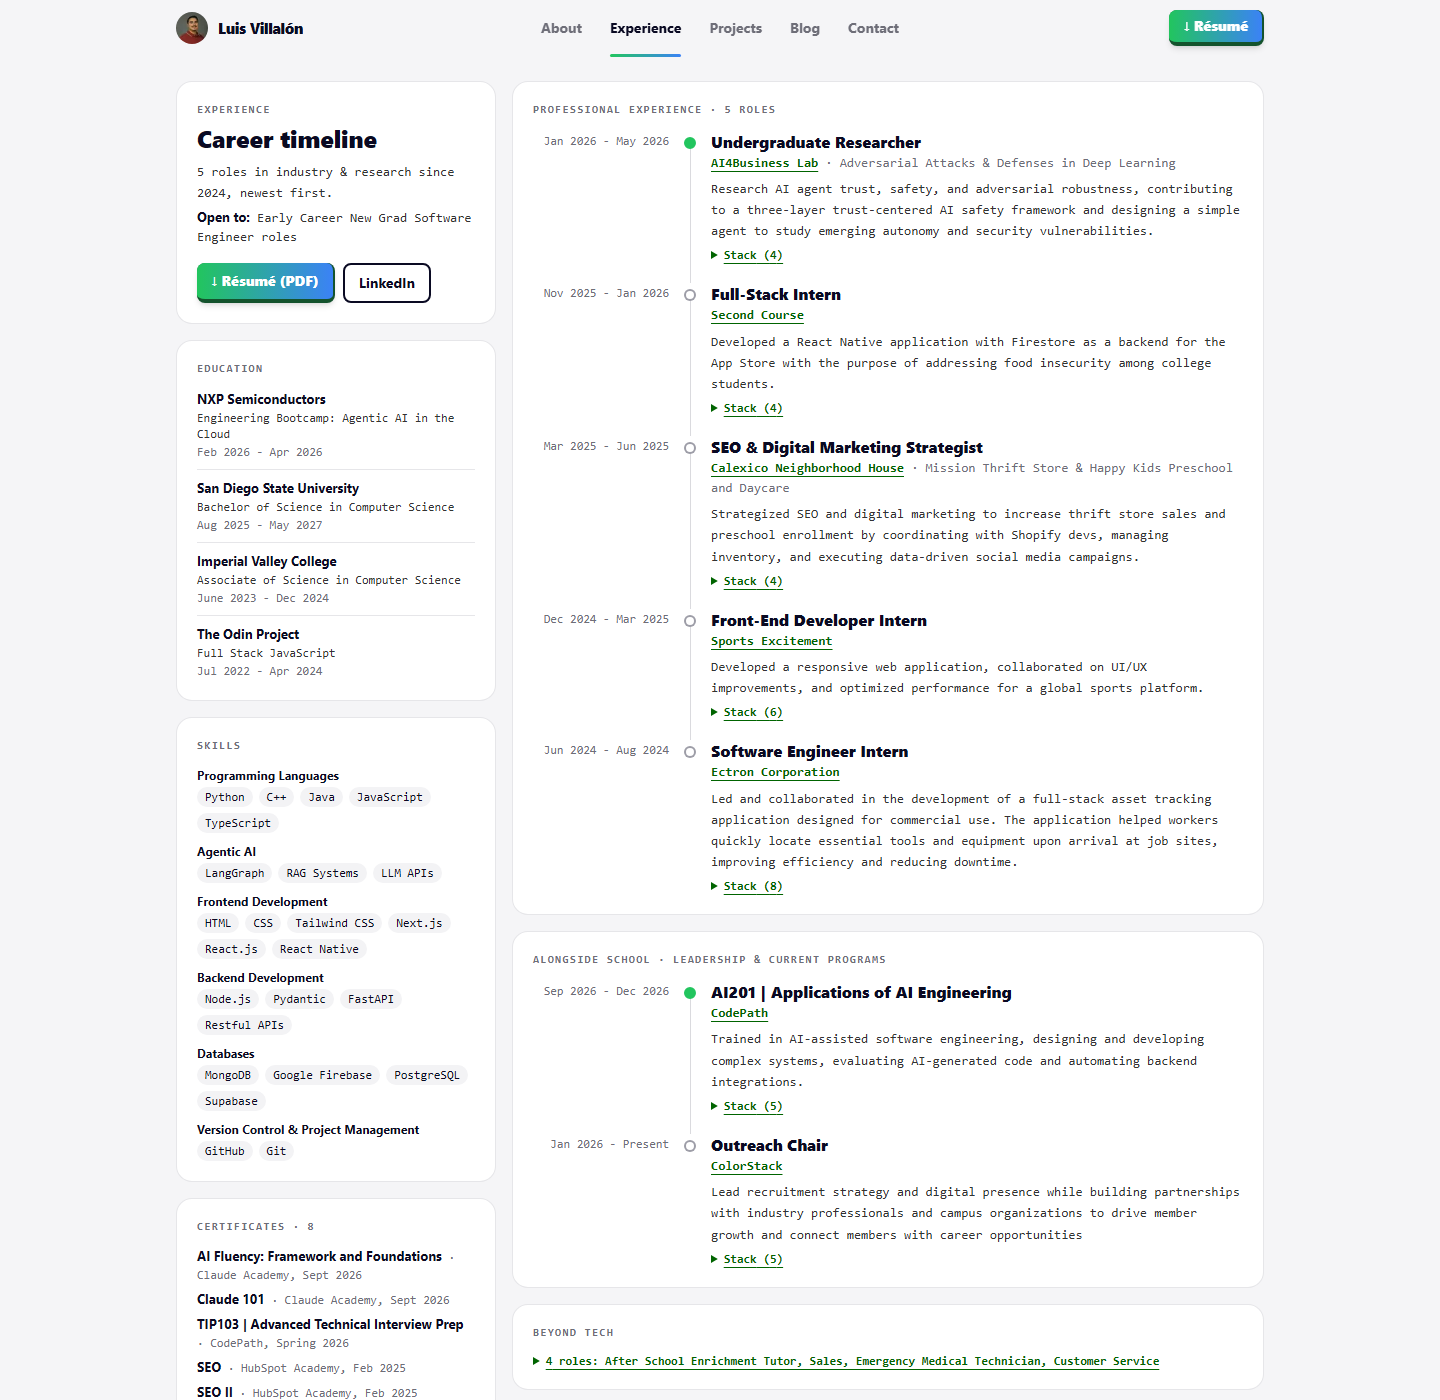 Luis Villalón
About
Experience
Projects
Blog
Contact
↓ Résumé
EXPERIENCE
Career timeline
5 roles in industry & research since
2024, newest first.
Open to: Early Career New Grad Software
Engineer roles
↓ Résumé (PDF)
LinkedIn
EDUCATION
NXP Semiconductors
Engineering Bootcamp: Agentic AI in the
Cloud
Feb 2026 - Apr 2026
San Diego State University
Bachelor of Science in Computer Science
Aug 2025 - May 2027
Imperial Valley College
Associate of Science in Computer Science
June 2023 - Dec 2024
The Odin Project
Full Stack JavaScript
Jul 2022 - Apr 2024
SKILLS
Programming Languages
Python C++ Java JavaScript
TypeScript
Agentic AI
LangGraph RAG Systems LLM APIs
Frontend Development
HTML CSS Tailwind CSS Next.js
React.js React Native
Backend Development
Node.js Pydantic FastAPI
Restful APIs
Databases
MongoDB Google Firebase PostgreSQL
Supabase
Version Control & Project Management
GitHub Git
CERTIFICATES · 8
AI Fluency: Framework and Foundations ·
Claude Academy, Sept 2026
Claude 101 · Claude Academy, Sept 2026
TIP103 | Advanced Technical Interview Prep
· CodePath, Spring 2026
SEO · HubSpot Academy, Feb 2025
SEO II · HubSpot Academy, Feb 2025
PROFESSIONAL EXPERIENCE · 5 ROLES
Jan 2026 - May 2026
Undergraduate Researcher
AI4Business Lab · Adversarial Attacks & Defenses in Deep Learning
Research AI agent trust, safety, and adversarial robustness, contributing
to a three-layer trust-centered AI safety framework and designing a simple
agent to study emerging autonomy and security vulnerabilities.
▶ Stack (4)
Nov 2025 - Jan 2026
Full-Stack Intern
Second Course
Developed a React Native application with Firestore as a backend for the
App Store with the purpose of addressing food insecurity among college
students.
▶ Stack (4)
Mar 2025 - Jun 2025
SEO & Digital Marketing Strategist
Calexico Neighborhood House · Mission Thrift Store & Happy Kids Preschool
and Daycare
Strategized SEO and digital marketing to increase thrift store sales and
preschool enrollment by coordinating with Shopify devs, managing
inventory, and executing data-driven social media campaigns.
▶ Stack (4)
Dec 2024 - Mar 2025
Front-End Developer Intern
Sports Excitement
Developed a responsive web application, collaborated on UI/UX
improvements, and optimized performance for a global sports platform.
▶ Stack (6)
Jun 2024 - Aug 2024
Software Engineer Intern
Ectron Corporation
Led and collaborated in the development of a full-stack asset tracking
application designed for commercial use. The application helped workers
quickly locate essential tools and equipment upon arrival at job sites,
improving efficiency and reducing downtime.
▶ Stack (8)
ALONGSIDE SCHOOL · LEADERSHIP & CURRENT PROGRAMS
Sep 2026 - Dec 2026
AI201 | Applications of AI Engineering
CodePath
Trained in AI-assisted software engineering, designing and developing
complex systems, evaluating AI-generated code and automating backend
integrations.
▶ Stack (5)
Jan 2026 - Present
Outreach Chair
ColorStack
Lead recruitment strategy and digital presence while building partnerships
with industry professionals and campus organizations to drive member
growth and connect members with career opportunities
▶ Stack (5)
BEYOND TECH
▶ 4 roles: After School Enrichment Tutor, Sales, Emergency Medical Technician, Customer Service